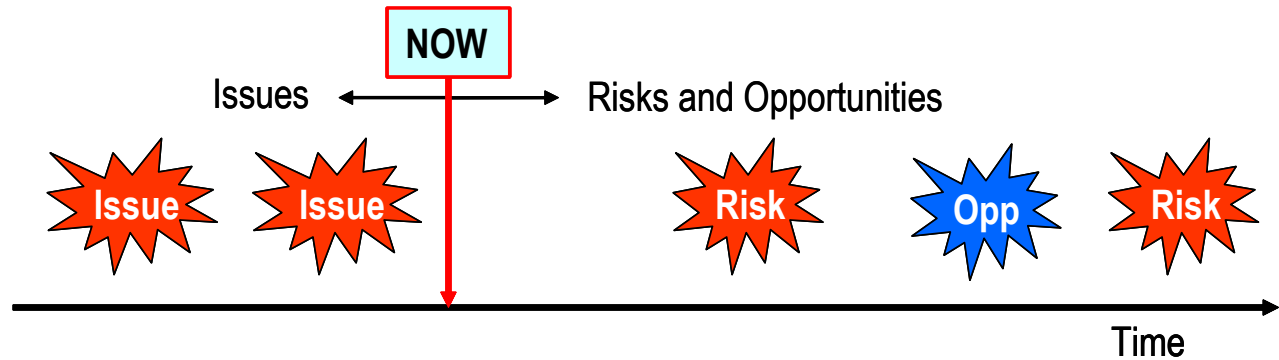 NOW
Issues Risks and Opportunities
Issue Issue Risk Opp Risk
Time